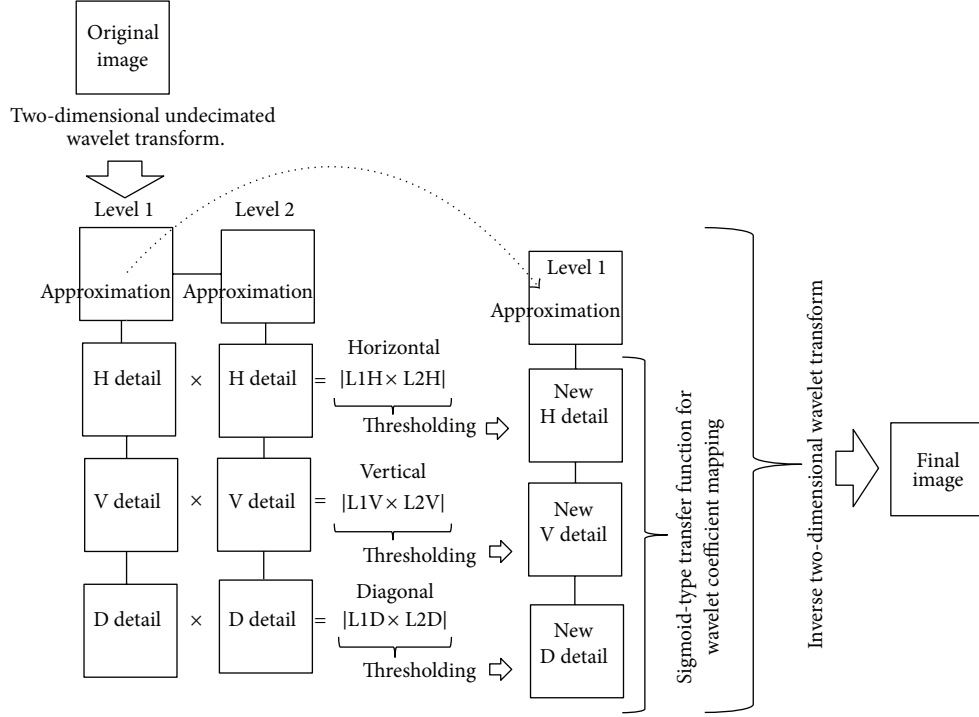 Original
image
Two-dimensional undecimated
wavelet transform.
Level 1
Level 2
Approximation
Approximation
Level 1
Approximation
H detail
×
H detail
=
Horizontal
|L1H × L2H|
Thresholding
New
H detail
V detail
×
V detail
=
Vertical
|L1V × L2V|
Thresholding
New
V detail
D detail
×
D detail
=
Diagonal
|L1D × L2D|
Thresholding
New
D detail
Sigmoid-type transfer function for
wavelet coefficient mapping
Inverse two-dimensional wavelet transform
Final
image